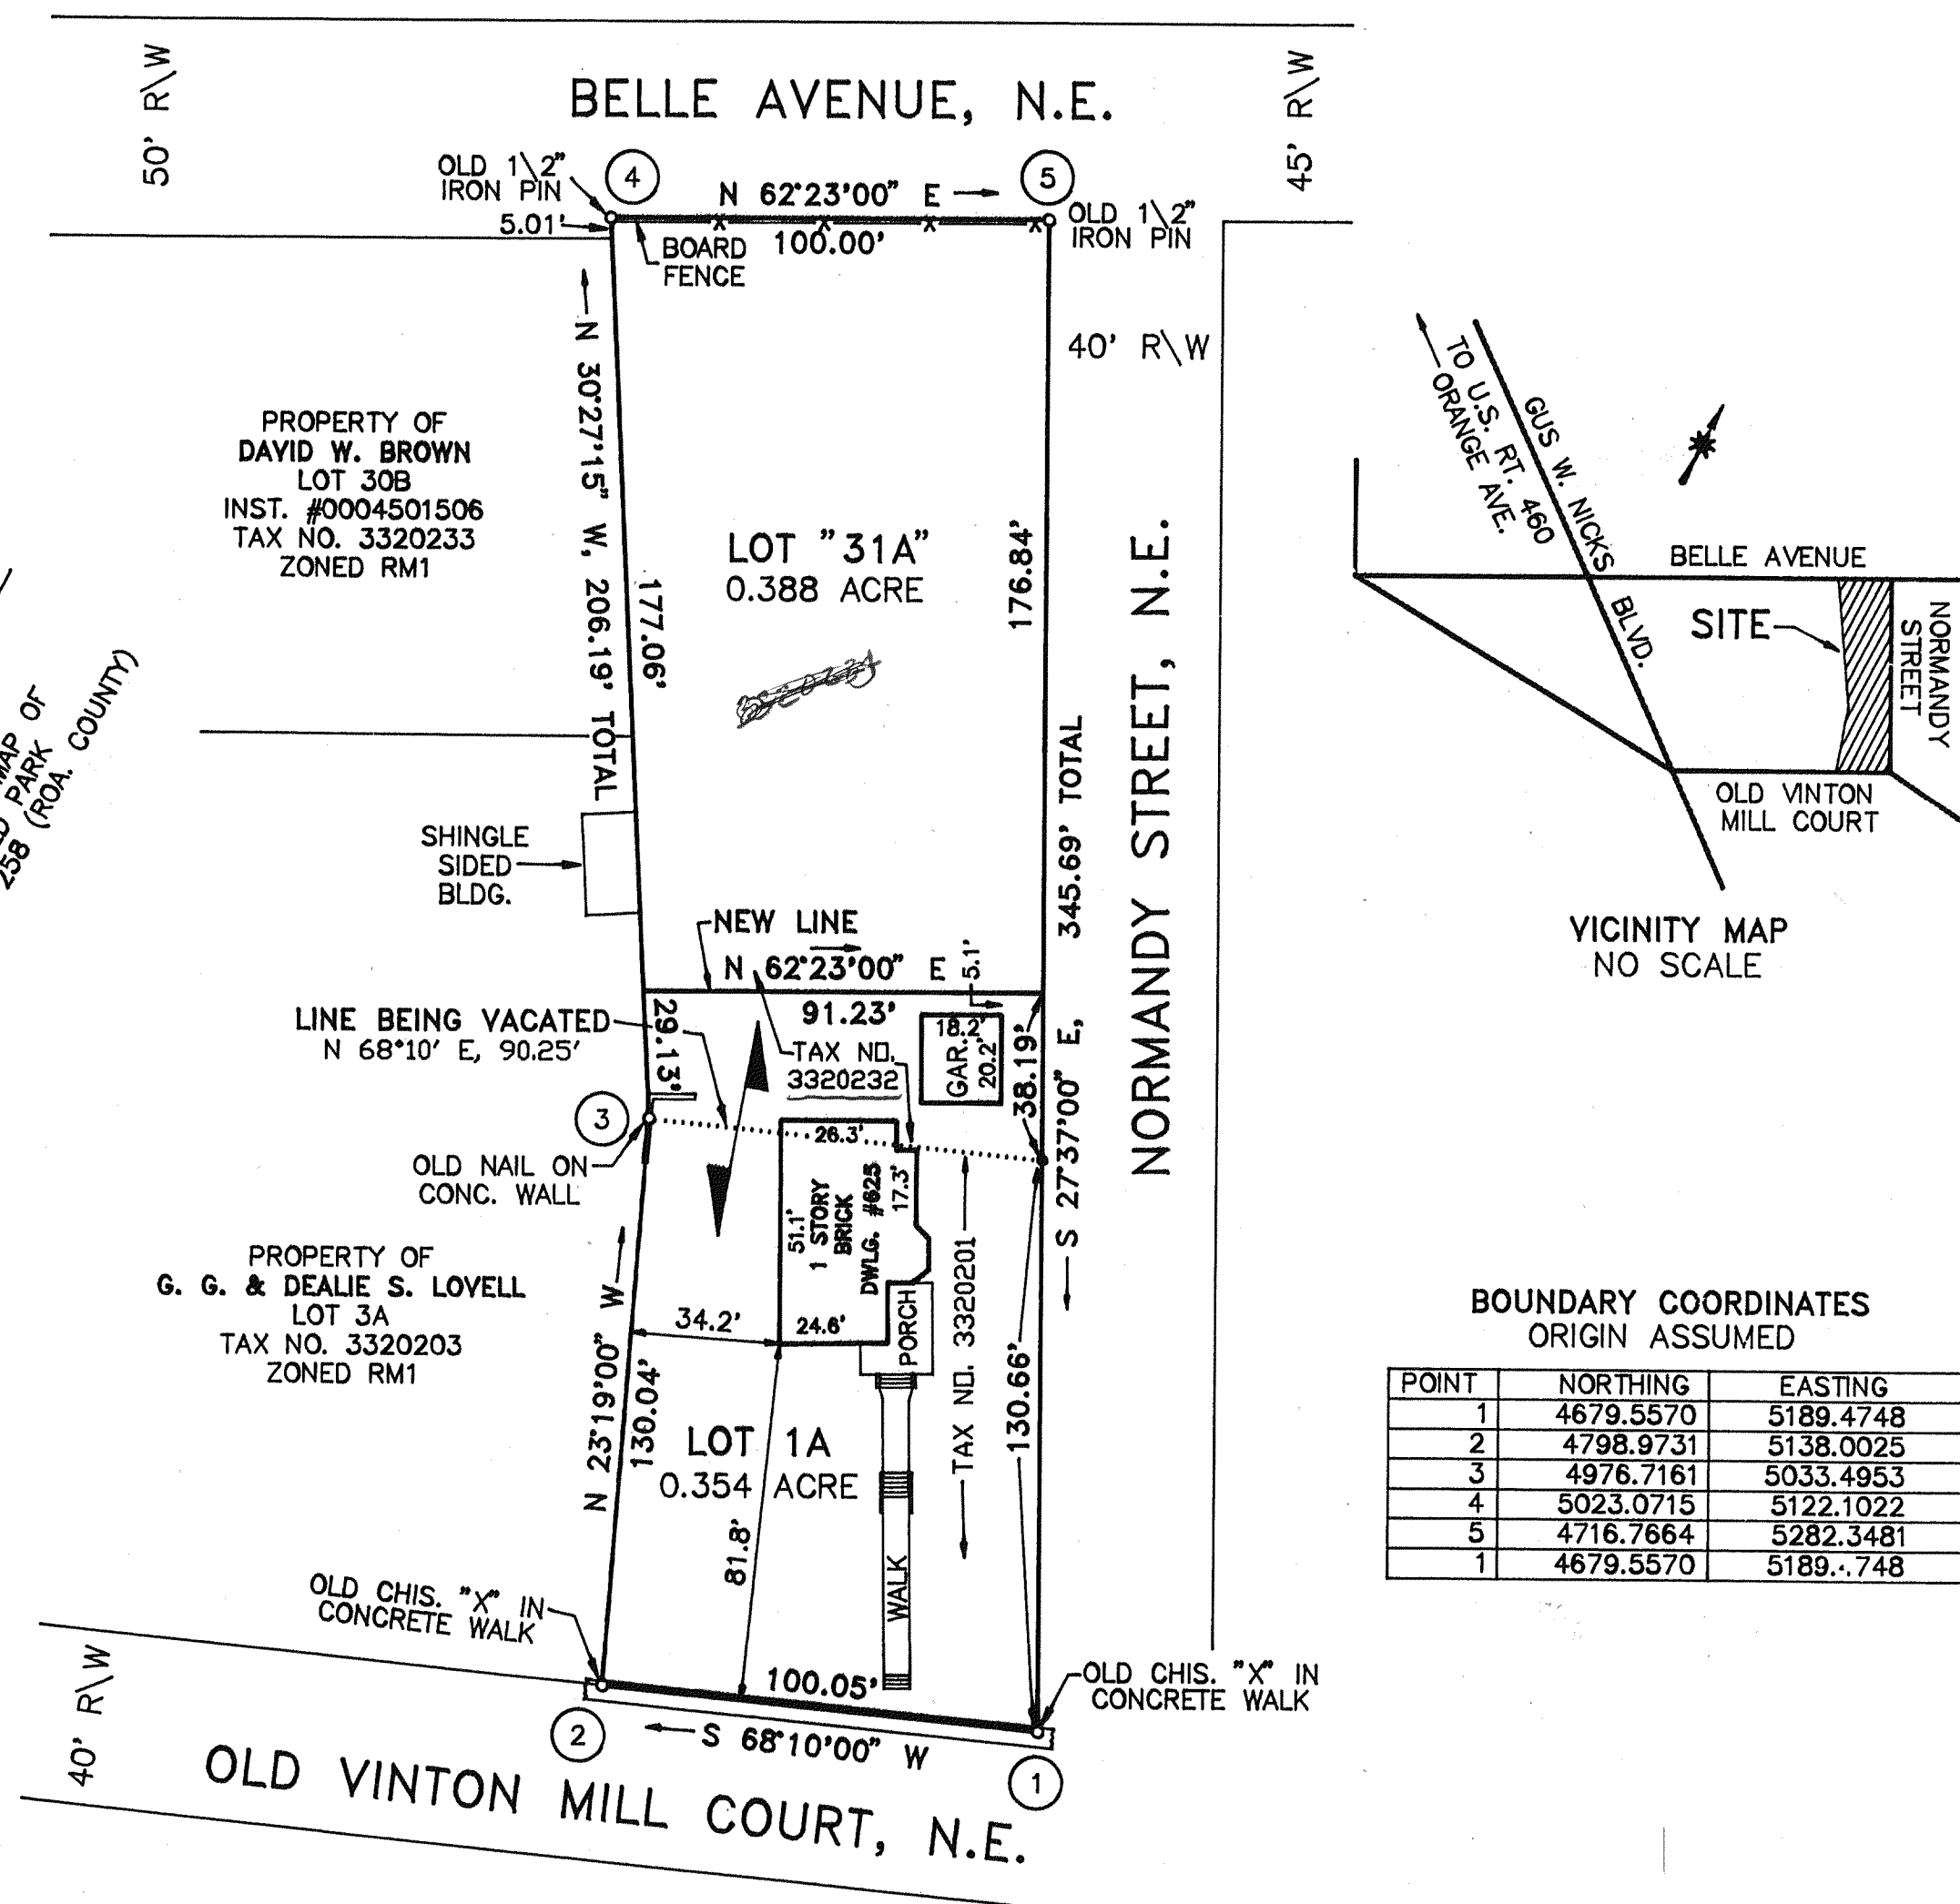 50' R\W
BELLE AVENUE, N.E.
45' R\W
OLD 1\2"
IRON PIN
4
N 62°23'00" E
5
OLD 1\2"
IRON PIN
5.01'
BOARD
FENCE
100.00'
40' R\W
N 30°27'15" W, 206.19' TOTAL
177.06'
PROPERTY OF
DAVID W. BROWN
LOT 30B
INST. #0004501506
TAX NO. 3320233
ZONED RM1
LOT "31A"
0.388 ACRE
176.84'
MAP OF
PARK
258 (ROA. COUNTY)
SHINGLE
SIDED
BLDG.
NORMANDY STREET, N.E.
S 27°37'00" E, 345.69' TOTAL
NEW LINE
N 62°23'00" E
5.1'
91.23'
LINE BEING VACATED
N 68°10' E, 90.25'
29.13'
TAX NO.
3320232
18.2'
GAR.
20.2'
38.19'
3
26.3'
OLD NAIL ON
CONC. WALL
51.1'
1 STORY
BRICK
DWLG. #625
17.3'
PROPERTY OF
G. G. & DEALIE S. LOVELL
LOT 3A
TAX NO. 3320203
ZONED RM1
N 23°19'00" W
130.04'
34.2'
24.6'
PORCH
TAX NO. 3320201
130.66'
LOT 1A
0.354 ACRE
81.8'
WALK
OLD CHIS. "X" IN
CONCRETE WALK
100.05'
OLD CHIS. "X" IN
CONCRETE WALK
2
S 68°10'00" W
1
40' R\W
OLD VINTON MILL COURT, N.E.
TO U.S. RT. 460
ORANGE AVE.
GUS W. NICKS BLVD.
BELLE AVENUE
SITE
NORMANDY
STREET
OLD VINTON
MILL COURT
VICINITY MAP
NO SCALE
BOUNDARY COORDINATES
ORIGIN ASSUMED
POINT NORTHING EASTING
1 4679.5570 5189.4748
2 4798.9731 5138.0025
3 4976.7161 5033.4953
4 5023.0715 5122.1022
5 4716.7664 5282.3481
1 4679.5570 5189.4748